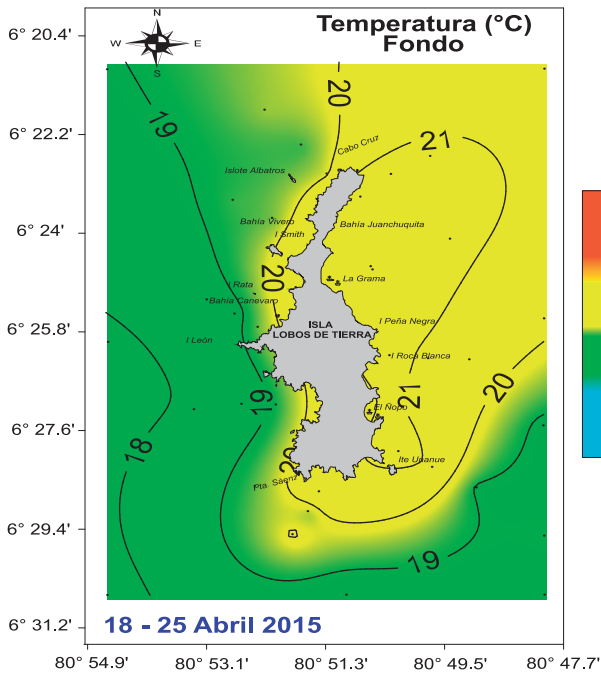 Temperatura (°C)
Fondo
N
W E
S
6° 20.4'
6° 22.2'
6° 24'
6° 25.8'
6° 27.6'
6° 29.4'
6° 31.2'
20
19
21
Cabo Cruz
Islote Albatros
Bahía Vivero
Bahía Juanchuquita
I Smith
La Grama
20
I Rata
Bahía Canevaro
I Peña Negra
ISLA
LOBOS DE TIERRA
I León
I Roca Blanca
20
21
19
El Ñopo
18
20
Ite Unanue
Pta. Sáenz
19
18 - 25 Abril 2015
80° 54.9' 80° 53.1' 80° 51.3' 80° 49.5' 80° 47.7'